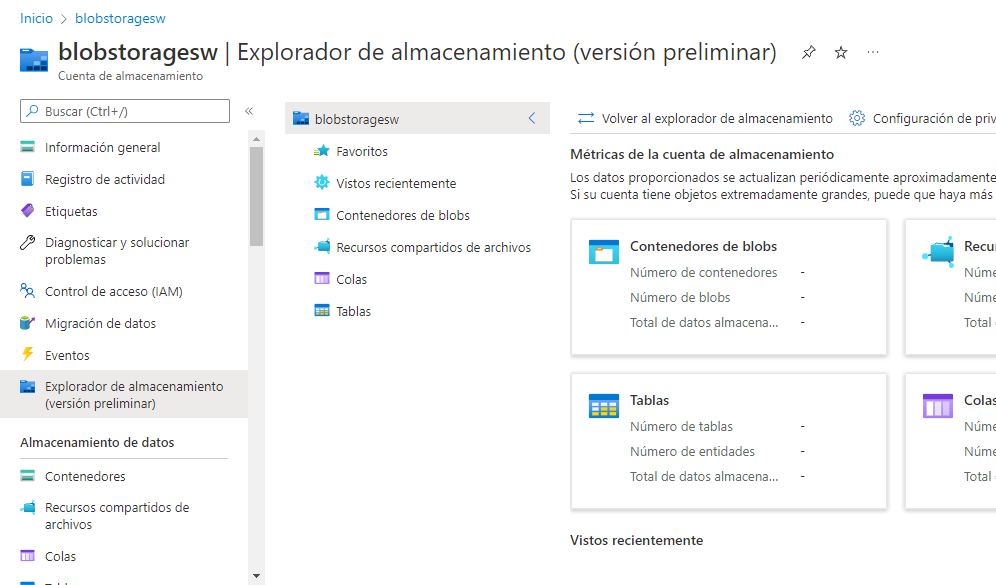 Inicio > blobstoragesw
blobstoragesw | Explorador de almacenamiento (versión preliminar)
Cuenta de almacenamiento
Buscar (Ctrl+/)
Información general
Registro de actividad
Etiquetas
Diagnosticar y solucionar
problemas
Control de acceso (IAM)
Migración de datos
Eventos
Explorador de almacenamiento
(versión preliminar)
Almacenamiento de datos
Contenedores
Recursos compartidos de
archivos
Colas
blobstoragesw
Favoritos
Vistos recientemente
Contenedores de blobs
Recursos compartidos de archivos
Colas
Tablas
Volver al explorador de almacenamiento
Configuración de priv
Métricas de la cuenta de almacenamiento
Los datos proporcionados se actualizan periódicamente aproximadamente
Si su cuenta tiene objetos extremadamente grandes, puede que haya más
Contenedores de blobs
Número de contenedores -
Número de blobs -
Total de datos almacena... -
Recu
Núme
Núme
Total
Tablas
Número de tablas -
Número de entidades -
Total de datos almacena... -
Colas
Núme
Núme
Total
Vistos recientemente